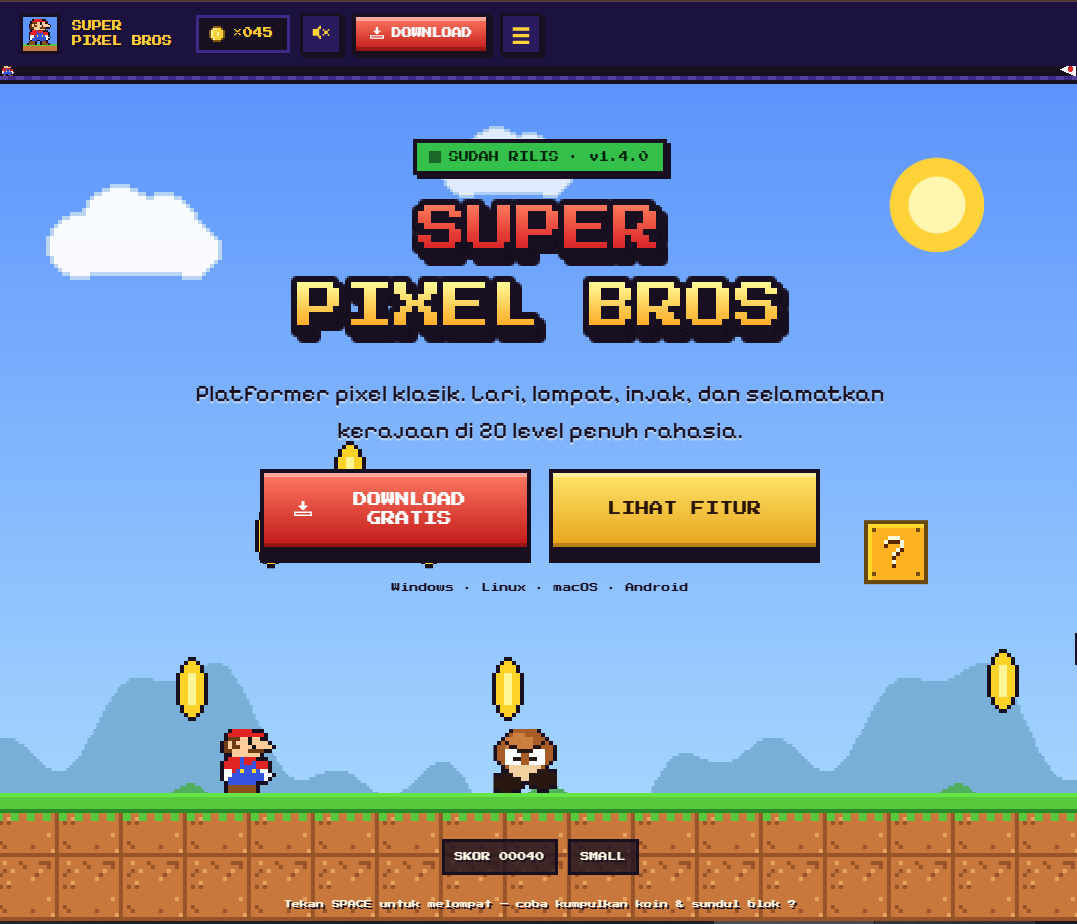 SUPER
PIXEL BROS
×045
DOWNLOAD
SUDAH RILIS · v1.4.0
SUPER
PIXEL BROS
Platformer pixel klasik. Lari, lompat, injak, dan selamatkan
kerajaan di 20 level penuh rahasia.
DOWNLOAD
GRATIS
LIHAT FITUR
?
Windows · Linux · macOS · Android
SKOR 00040
SMALL
Tekan SPACE untuk melompat — coba kumpulkan koin & sundul blok ?